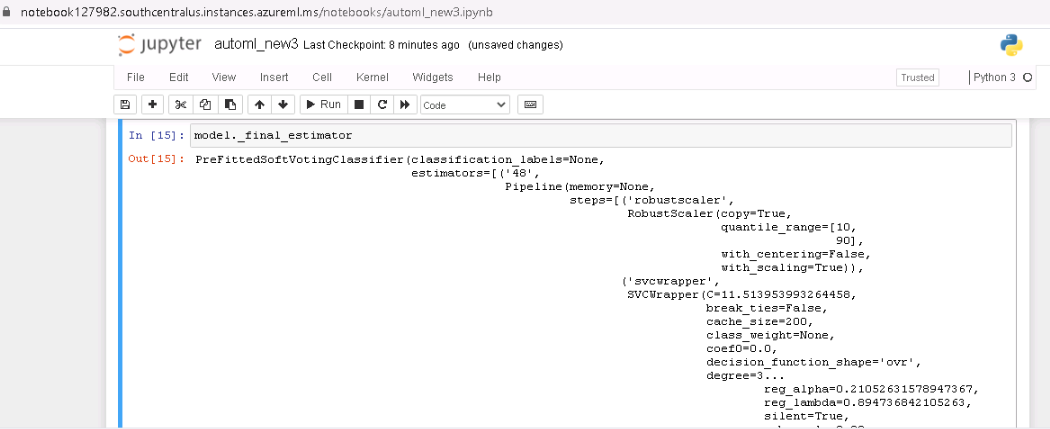 notebook127982.southcentralus.instances.azureml.ms/notebooks/automl_new3.ipynb
jupyter automl_new3 Last Checkpoint: 8 minutes ago (unsaved changes)
File Edit View Insert Cell Kernel Widgets Help Trusted Python 3
Run Code
In [15]: model._final_estimator
Out[15]: PreFittedSoftVotingClassifier(classification_labels=None,
estimators=[('48',
Pipeline(memory=None,
steps=[('robustscaler',
RobustScaler(copy=True,
quantile_range=[10,
90],
with_centering=False,
with_scaling=True)),
('svcwrapper',
SVCWrapper(C=11.513953993264458,
break_ties=False,
cache_size=200,
class_weight=None,
coef0=0.0,
decision_function_shape='ovr',
degree=3...
reg_alpha=0.21052631578947367,
reg_lambda=0.894736842105263,
silent=True,